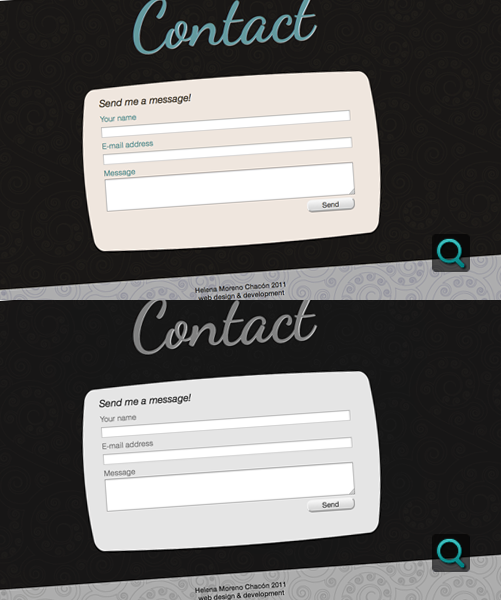 Contact
Send me a message!
Your name
E-mail address
Message
Send
Helena Moreno Chacón 2011
web design & development
Contact
Send me a message!
Your name
E-mail address
Message
Send
Helena Moreno Chacón 2011
web design & development